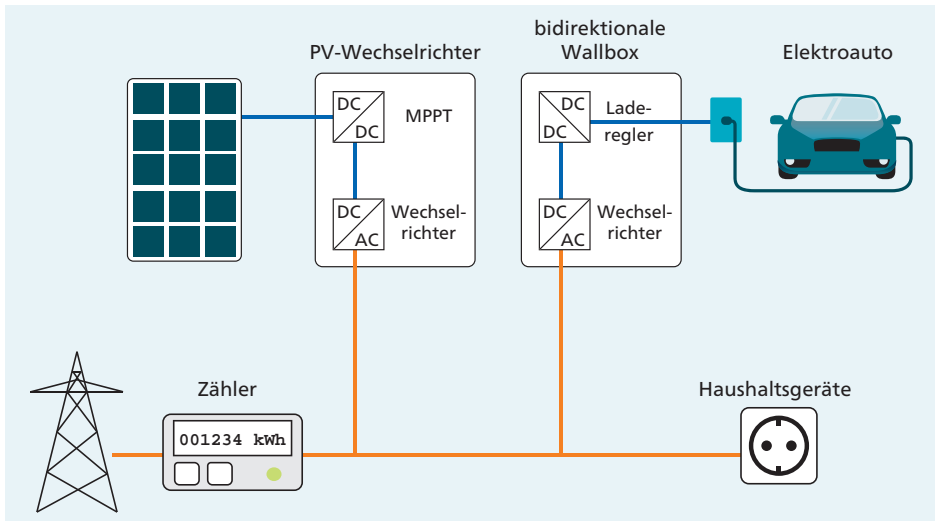 PV-Wechselrichter
DC
DC
MPPT
DC
AC
Wechsel-
richter
bidirektionale
Wallbox
DC
DC
Lade-
regler
DC
AC
Wechsel-
richter
Elektroauto
Zähler
001234 kWh
Haushaltsgeräte